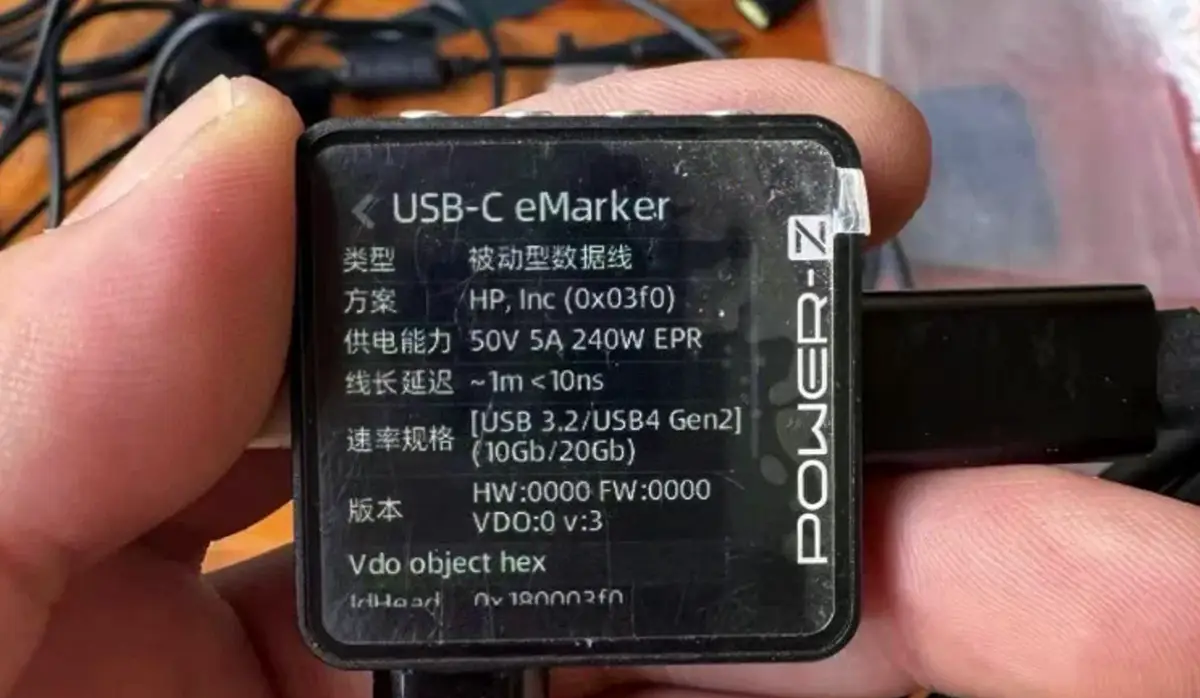 USB-C eMarker
类型 被动型数据线
方案 HP, Inc (0x03f0)
供电能力 50V 5A 240W EPR
线长延迟 ~1m <10ns
速率规格 [USB 3.2/USB4 Gen2]
(10Gb/20Gb)
版本 HW:0000 FW:0000
VDO:0 v:3
Vdo object hex
IdHead 0x180003f0
POWER-Z